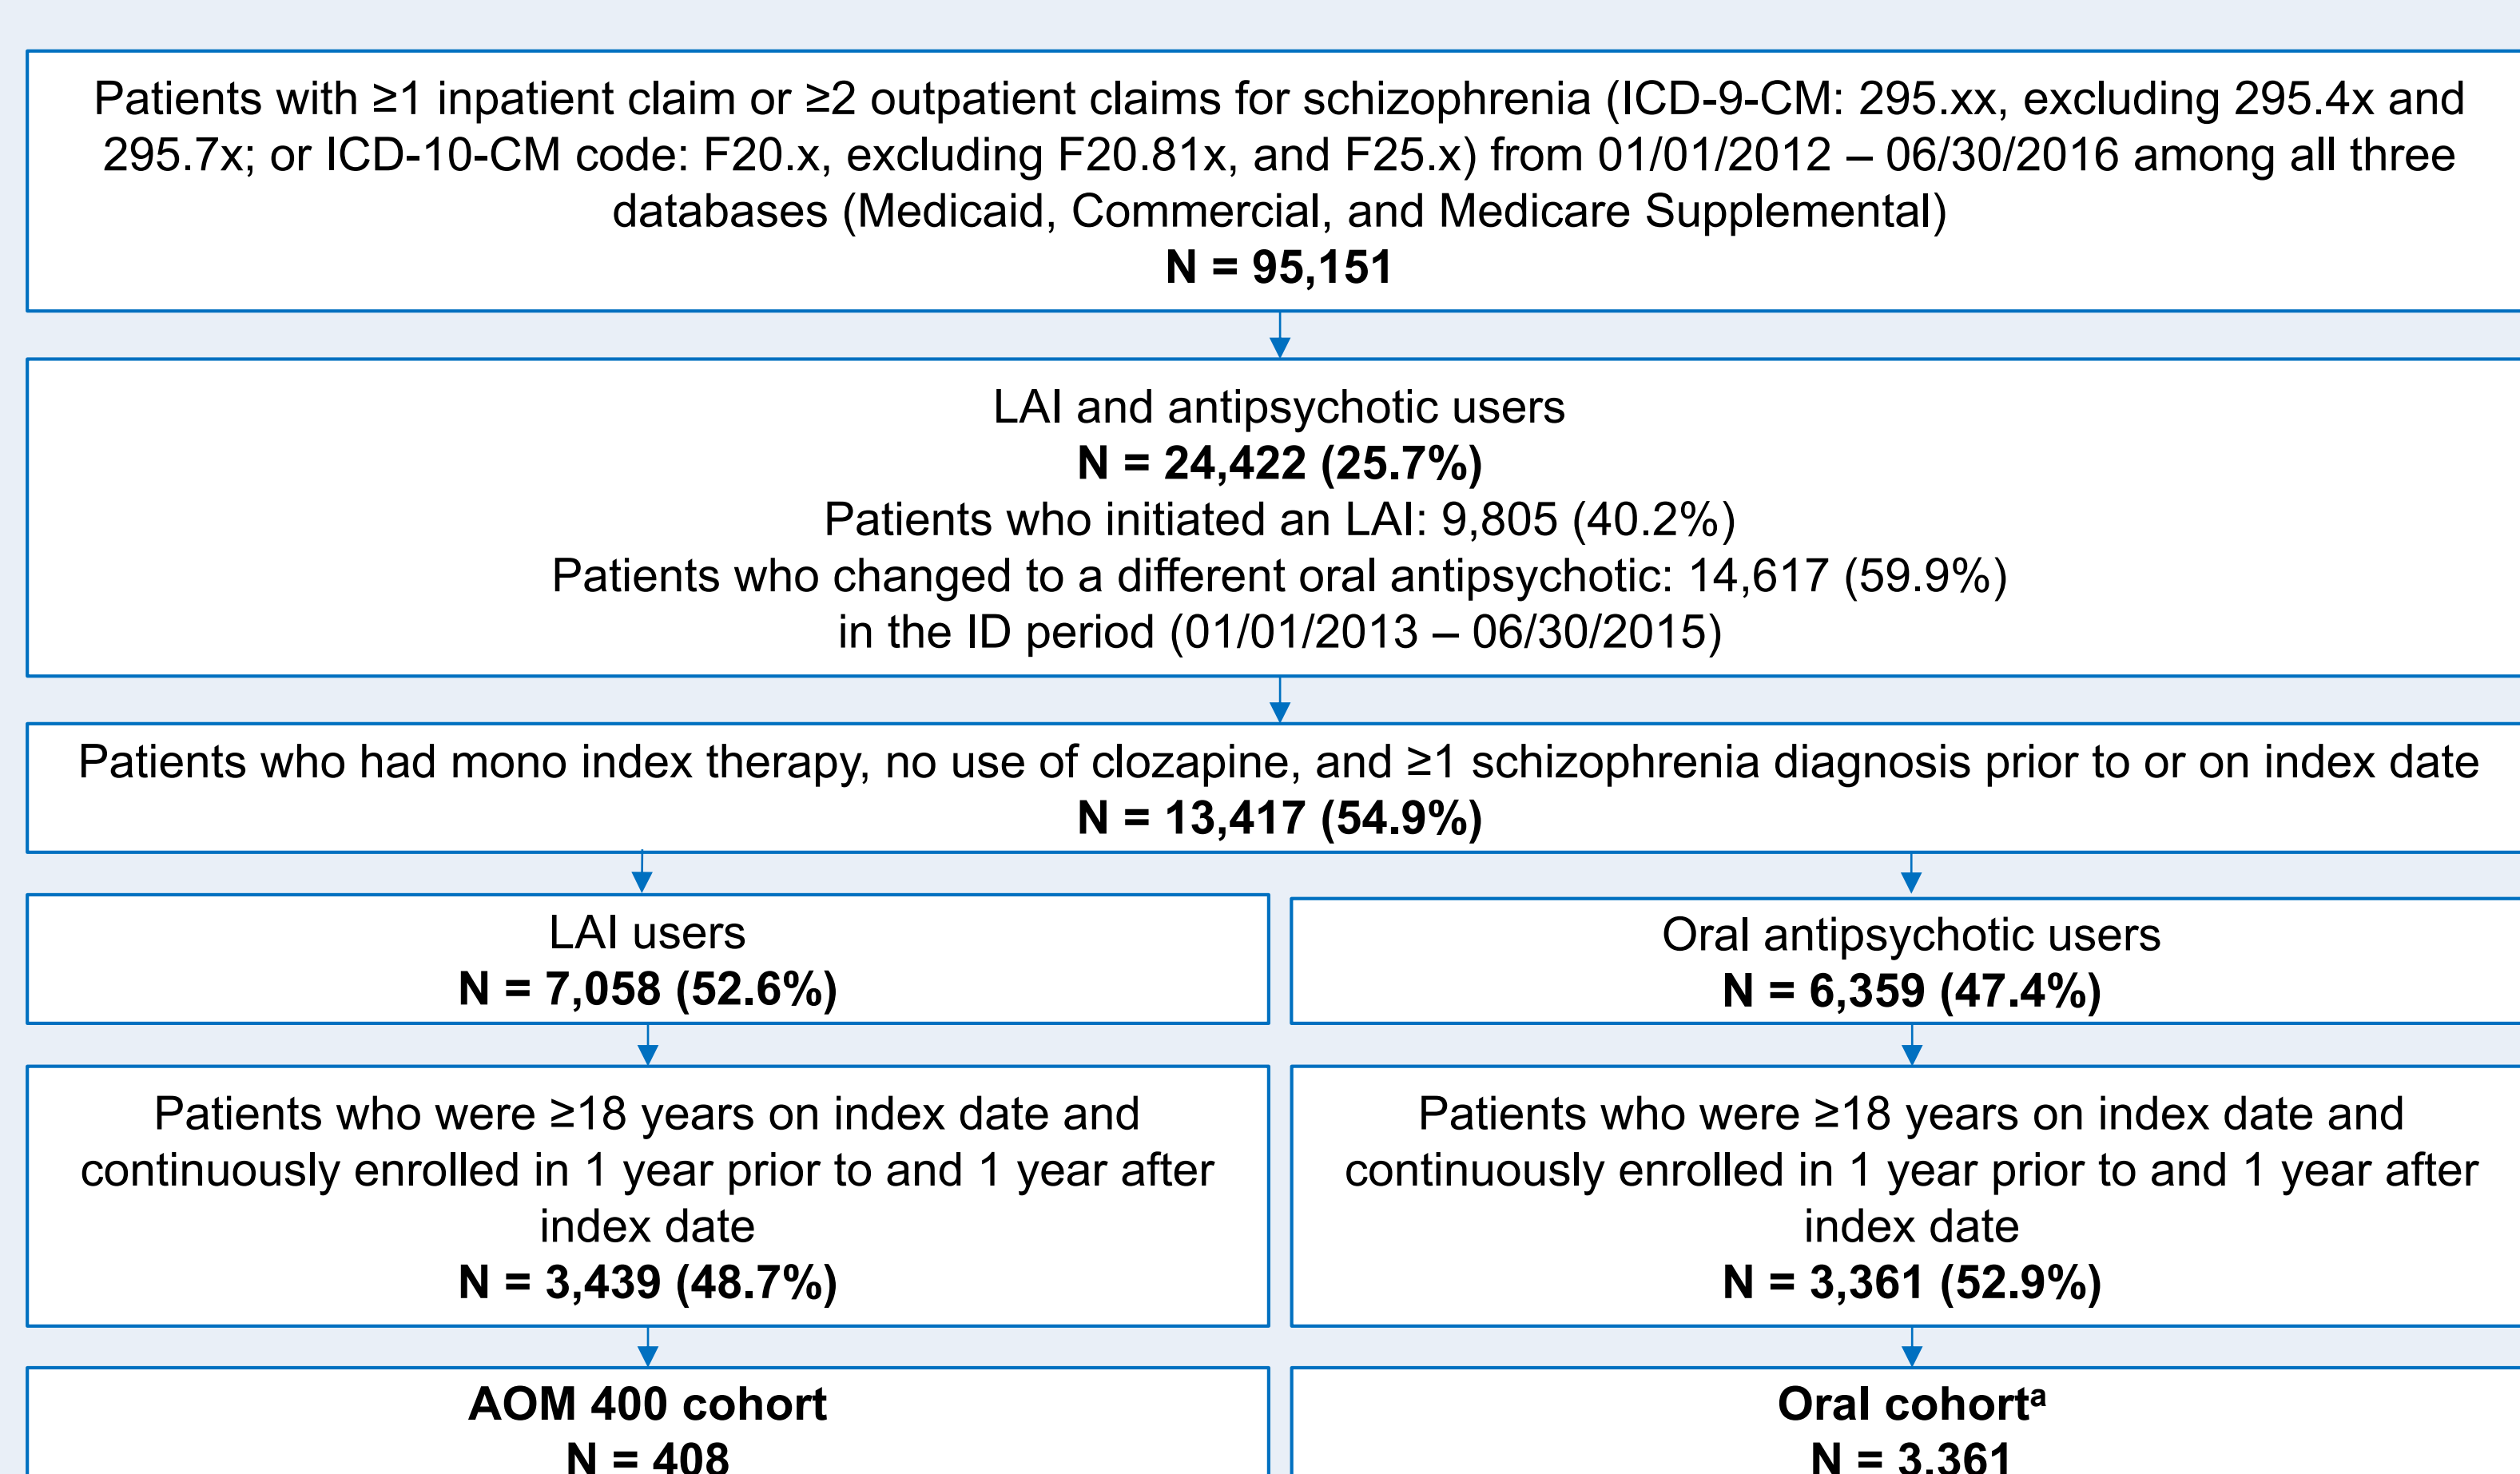 Patients with ≥1 inpatient claim or ≥2 outpatient claims for schizophrenia (ICD-9-CM: 295.xx, excluding 295.4x and
295.7x; or ICD-10-CM code: F20.x, excluding F20.81x, and F25.x) from 01/01/2012 – 06/30/2016 among all three
databases (Medicaid, Commercial, and Medicare Supplemental)
N = 95,151
LAI and antipsychotic users
N = 24,422 (25.7%)
Patients who initiated an LAI: 9,805 (40.2%)
Patients who changed to a different oral antipsychotic: 14,617 (59.9%)
in the ID period (01/01/2013 – 06/30/2015)
Patients who had mono index therapy, no use of clozapine, and ≥1 schizophrenia diagnosis prior to or on index date
N = 13,417 (54.9%)
LAI users
N = 7,058 (52.6%)
Oral antipsychotic users
N = 6,359 (47.4%)
Patients who were ≥18 years on index date and
continuously enrolled in 1 year prior to and 1 year after
index date
N = 3,439 (48.7%)
Patients who were ≥18 years on index date and
continuously enrolled in 1 year prior to and 1 year after
index date
N = 3,361 (52.9%)
AOM 400 cohort
N = 408
Oral cohortᵃ
N = 3,361